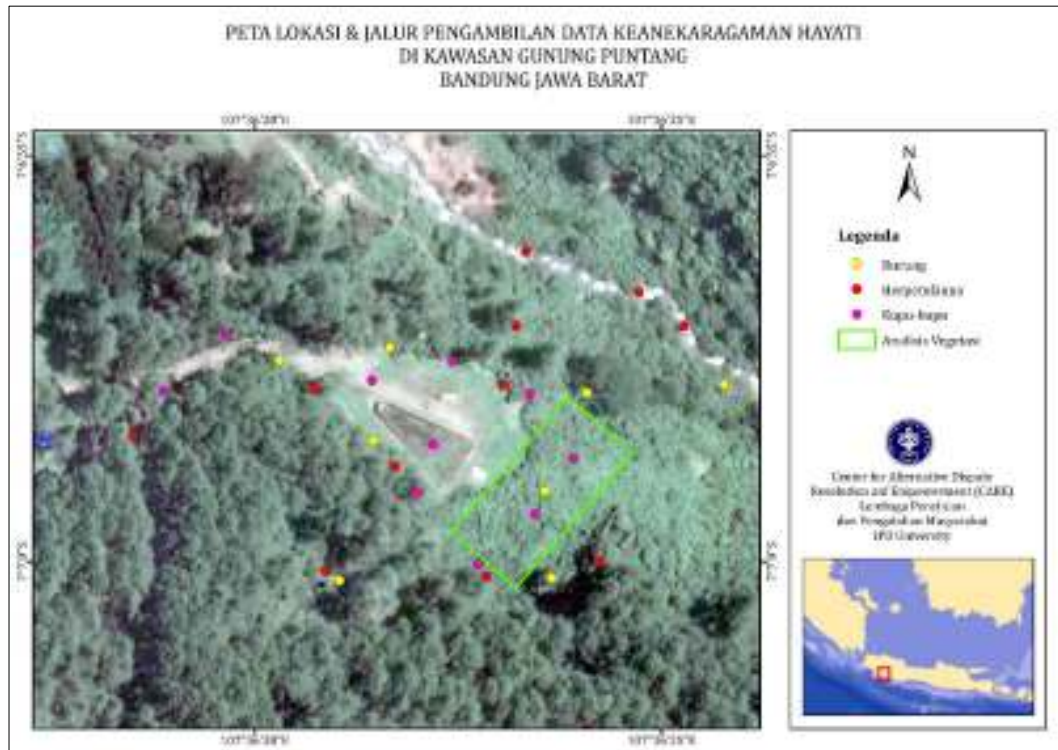 PETA LOKASI & JALUR PENGAMBILAN DATA KEANEKARAGAMAN HAYATI
DI KAWASAN GUNUNG PUNTANG
BANDUNG JAWA BARAT
N
Legenda
Burung
Herpetofauna
Kupu-kupu
Analisis Vegetasi
Center for Alternative Dispute
Resolution and Empowerment (CARE)
Lembaga Penelitian
dan Pengabdian Masyarakat
IPB University